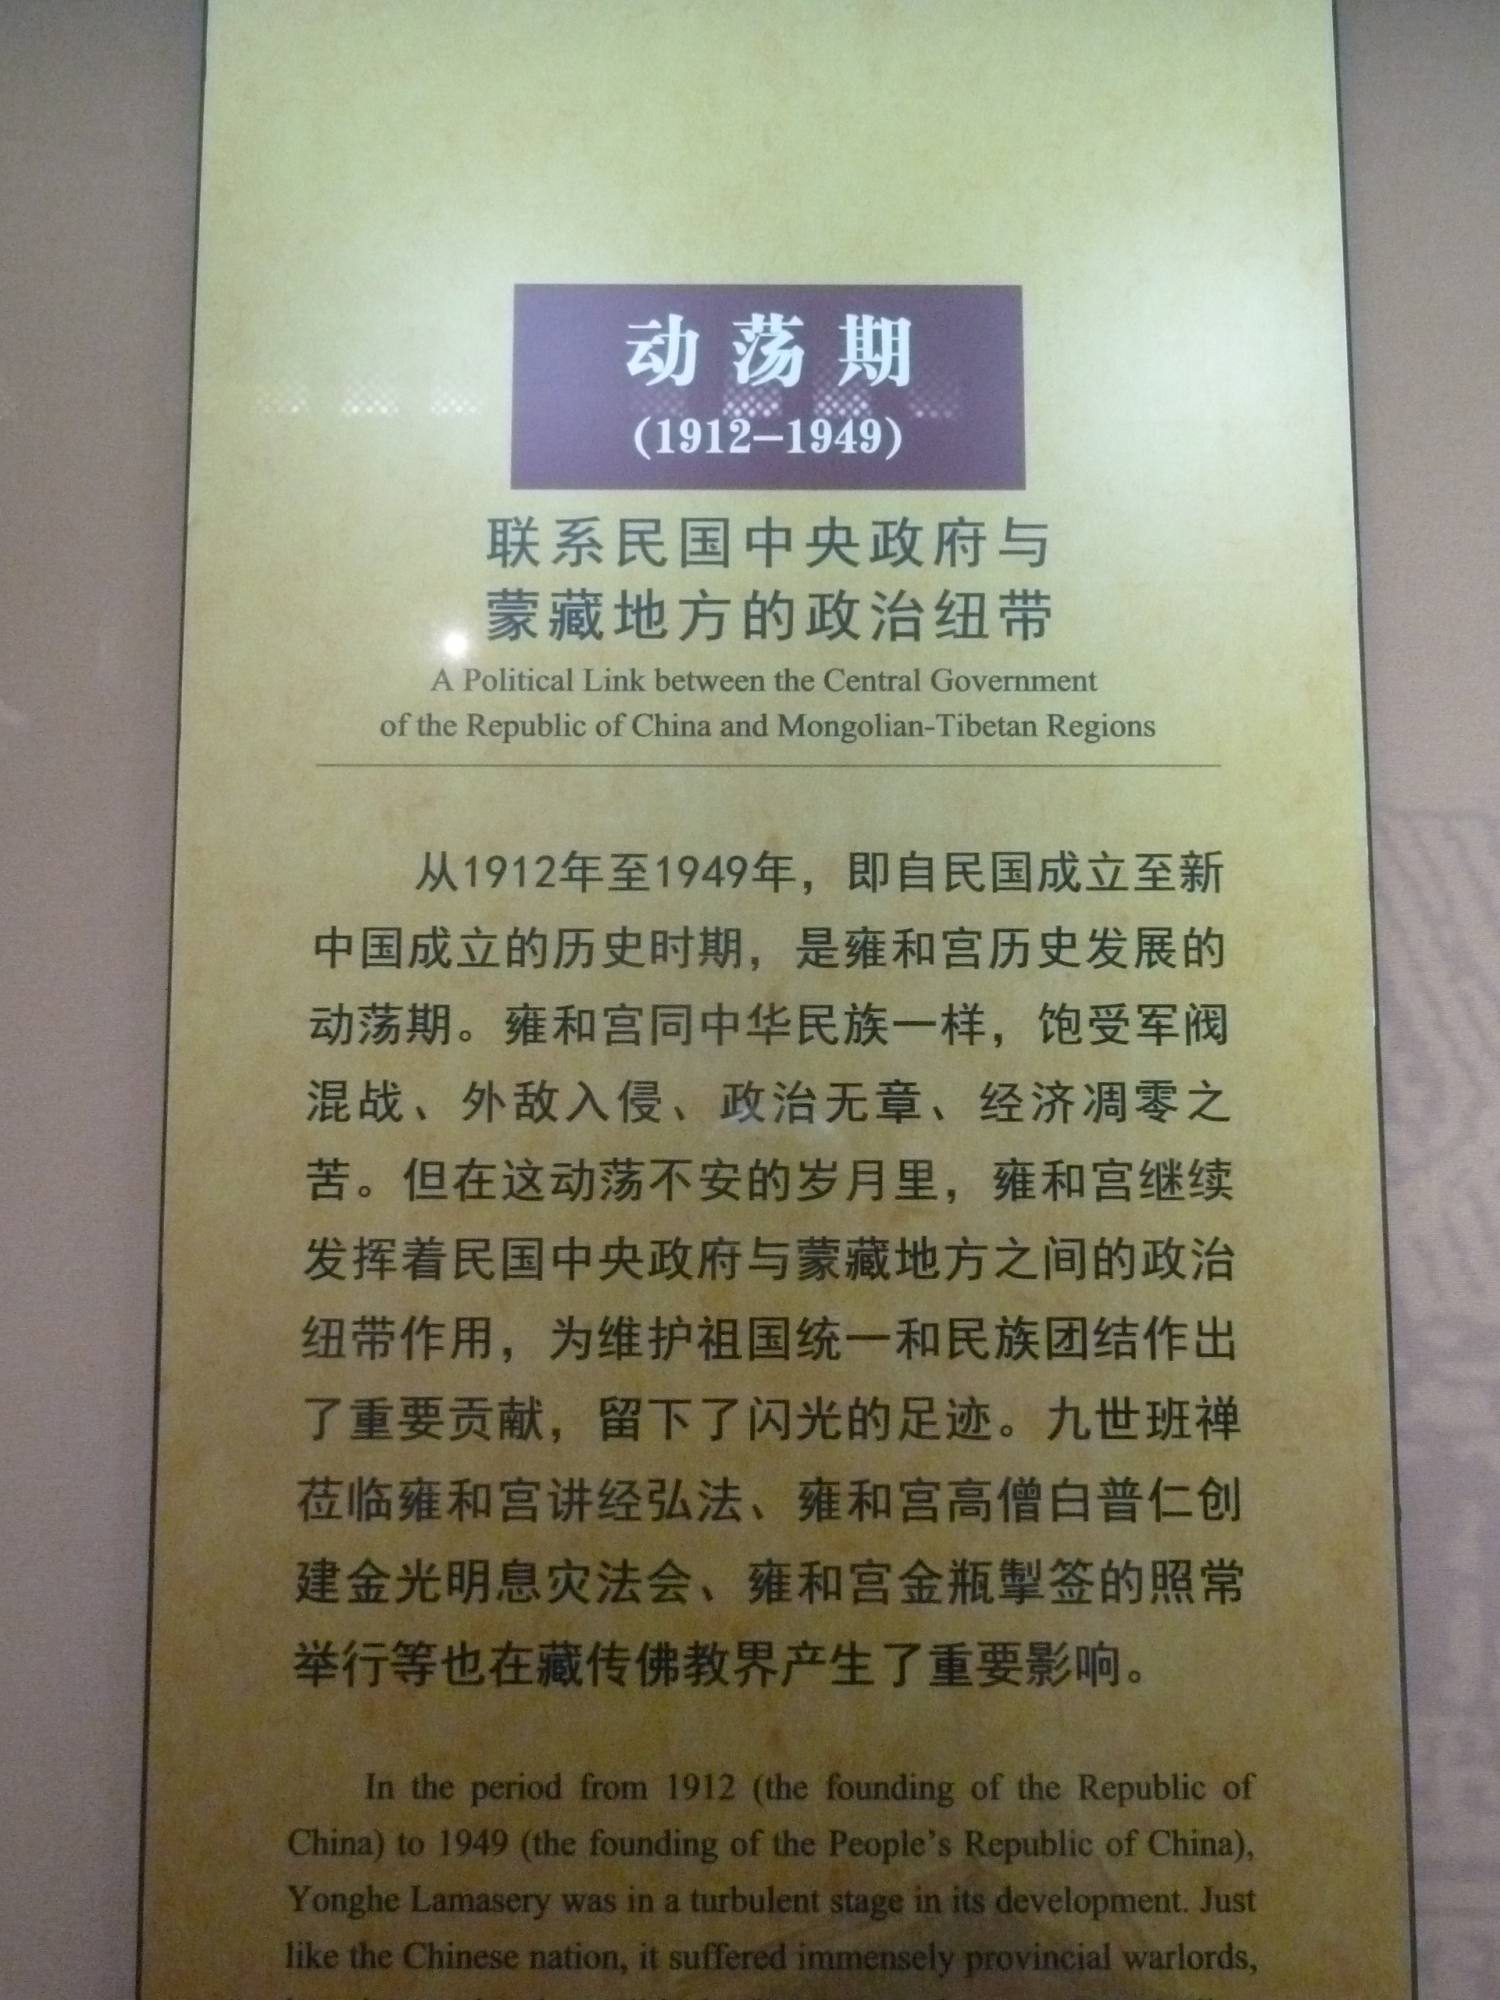 动荡期
(1912-1949)
联系民国中央政府与
蒙藏地方的政治纽带
A Political Link between the Central Government
of the Republic of China and Mongolian-Tibetan Regions
从1912年至1949年，即自民国成立至新
中国成立的历史时期，是雍和宫历史发展的
动荡期。雍和宫同中华民族一样，饱受军阀
混战、外敌入侵、政治无章、经济凋零之
苦。但在这动荡不安的岁月里，雍和宫继续
发挥着民国中央政府与蒙藏地方之间的政治
纽带作用，为维护祖国统一和民族团结作出
了重要贡献，留下了闪光的足迹。九世班禅
莅临雍和宫讲经弘法、雍和宫高僧白普仁创
建金光明息灾法会、雍和宫金瓶掣签的照常
举行等也在藏传佛教界产生了重要影响。
In the period from 1912 (the founding of the Republic of
China) to 1949 (the founding of the People's Republic of China),
Yonghe Lamasery was in a turbulent stage in its development. Just
like the Chinese nation, it suffered immensely provincial warlords,